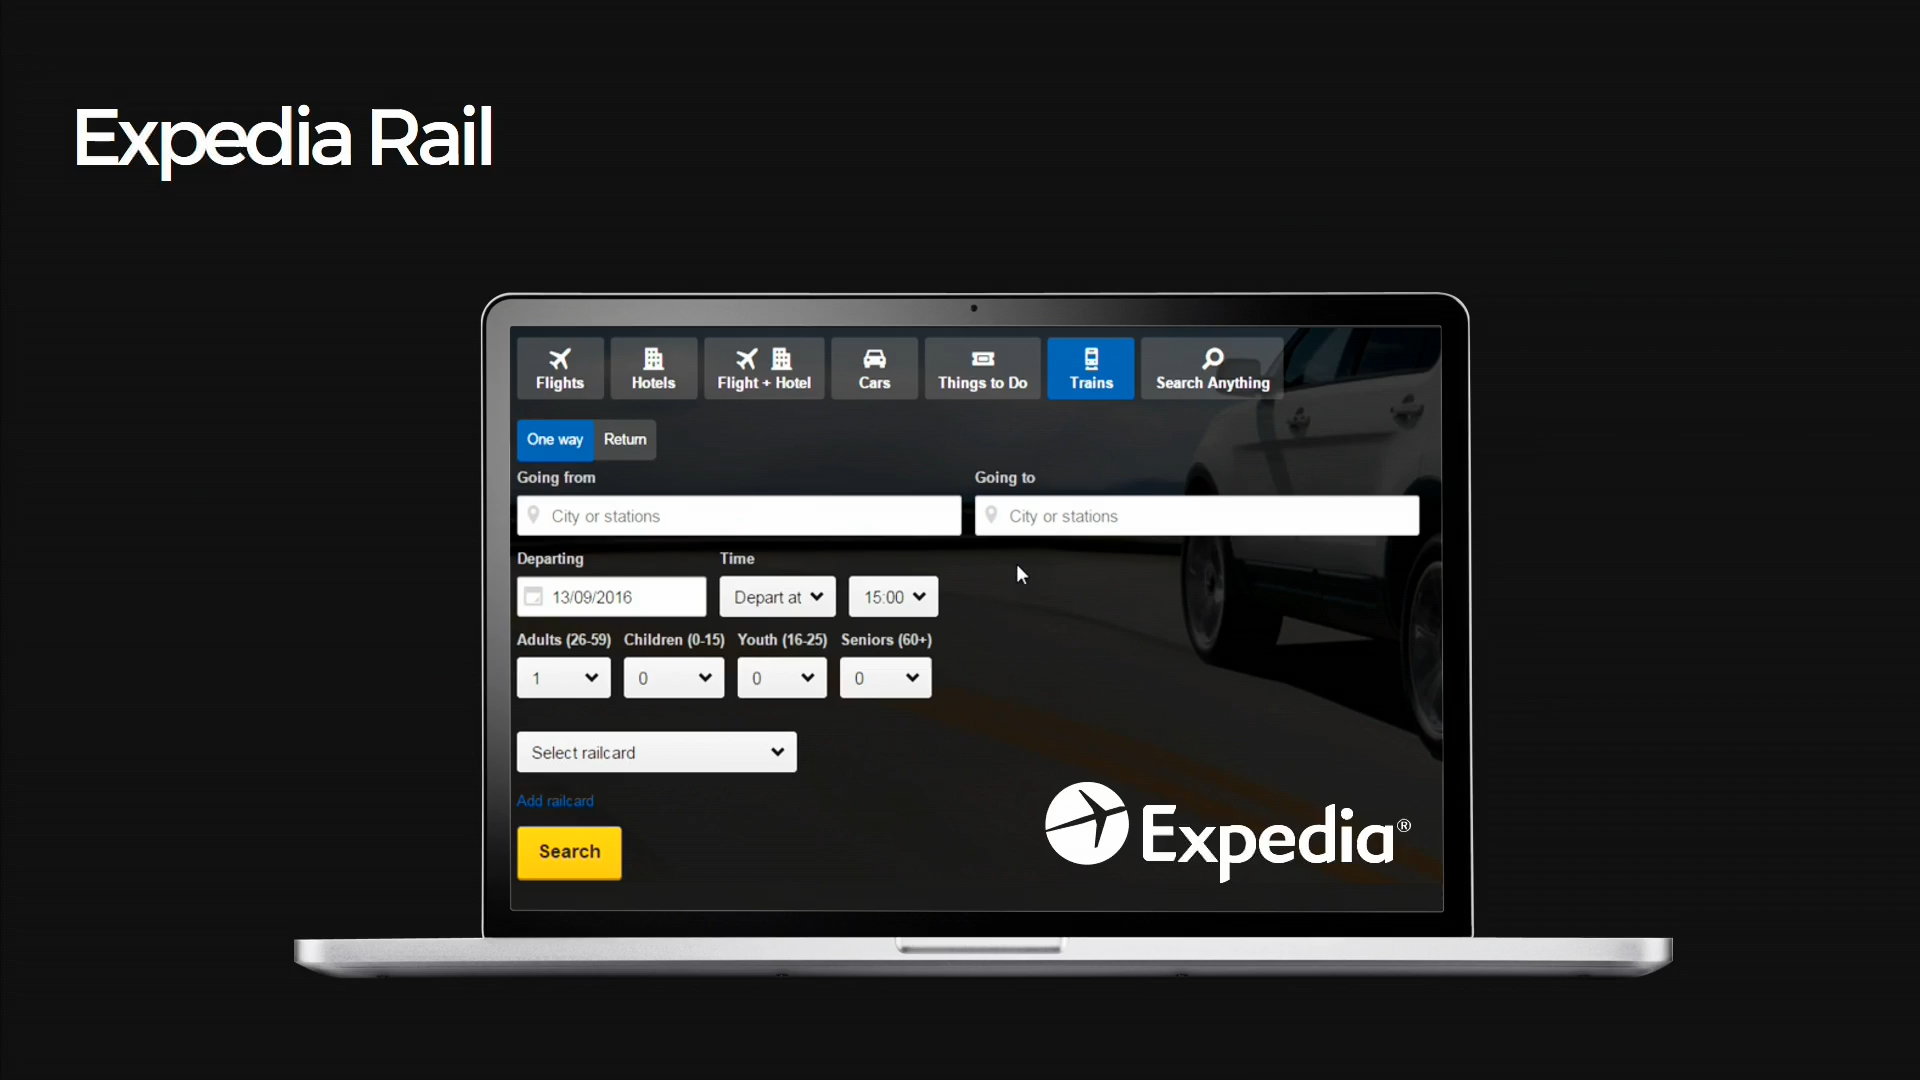 Expedia Rail
Flights Hotels Flight + Hotel Cars Things to Do Trains Search Anything
One way Return
Going from Going to
City or stations City or stations
Departing Time
13/09/2016 Depart at 15:00
Adults (26-59) Children (0-15) Youth (16-25) Seniors (60+)
1 0 0 0
Select railcard
Add railcard
Search
Expedia®